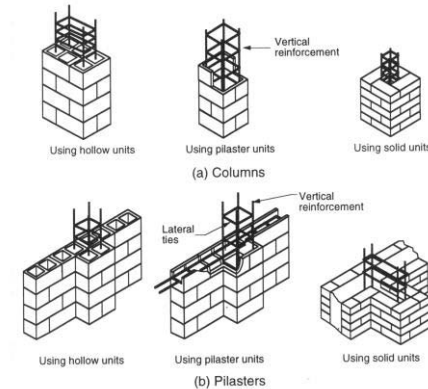 Vertical
reinforcement
Using hollow units
Using pilaster units
Using solid units
(a) Columns
Vertical
reinforcement
Lateral
ties
Using hollow units
Using pilaster units
Using solid units
(b) Pilasters